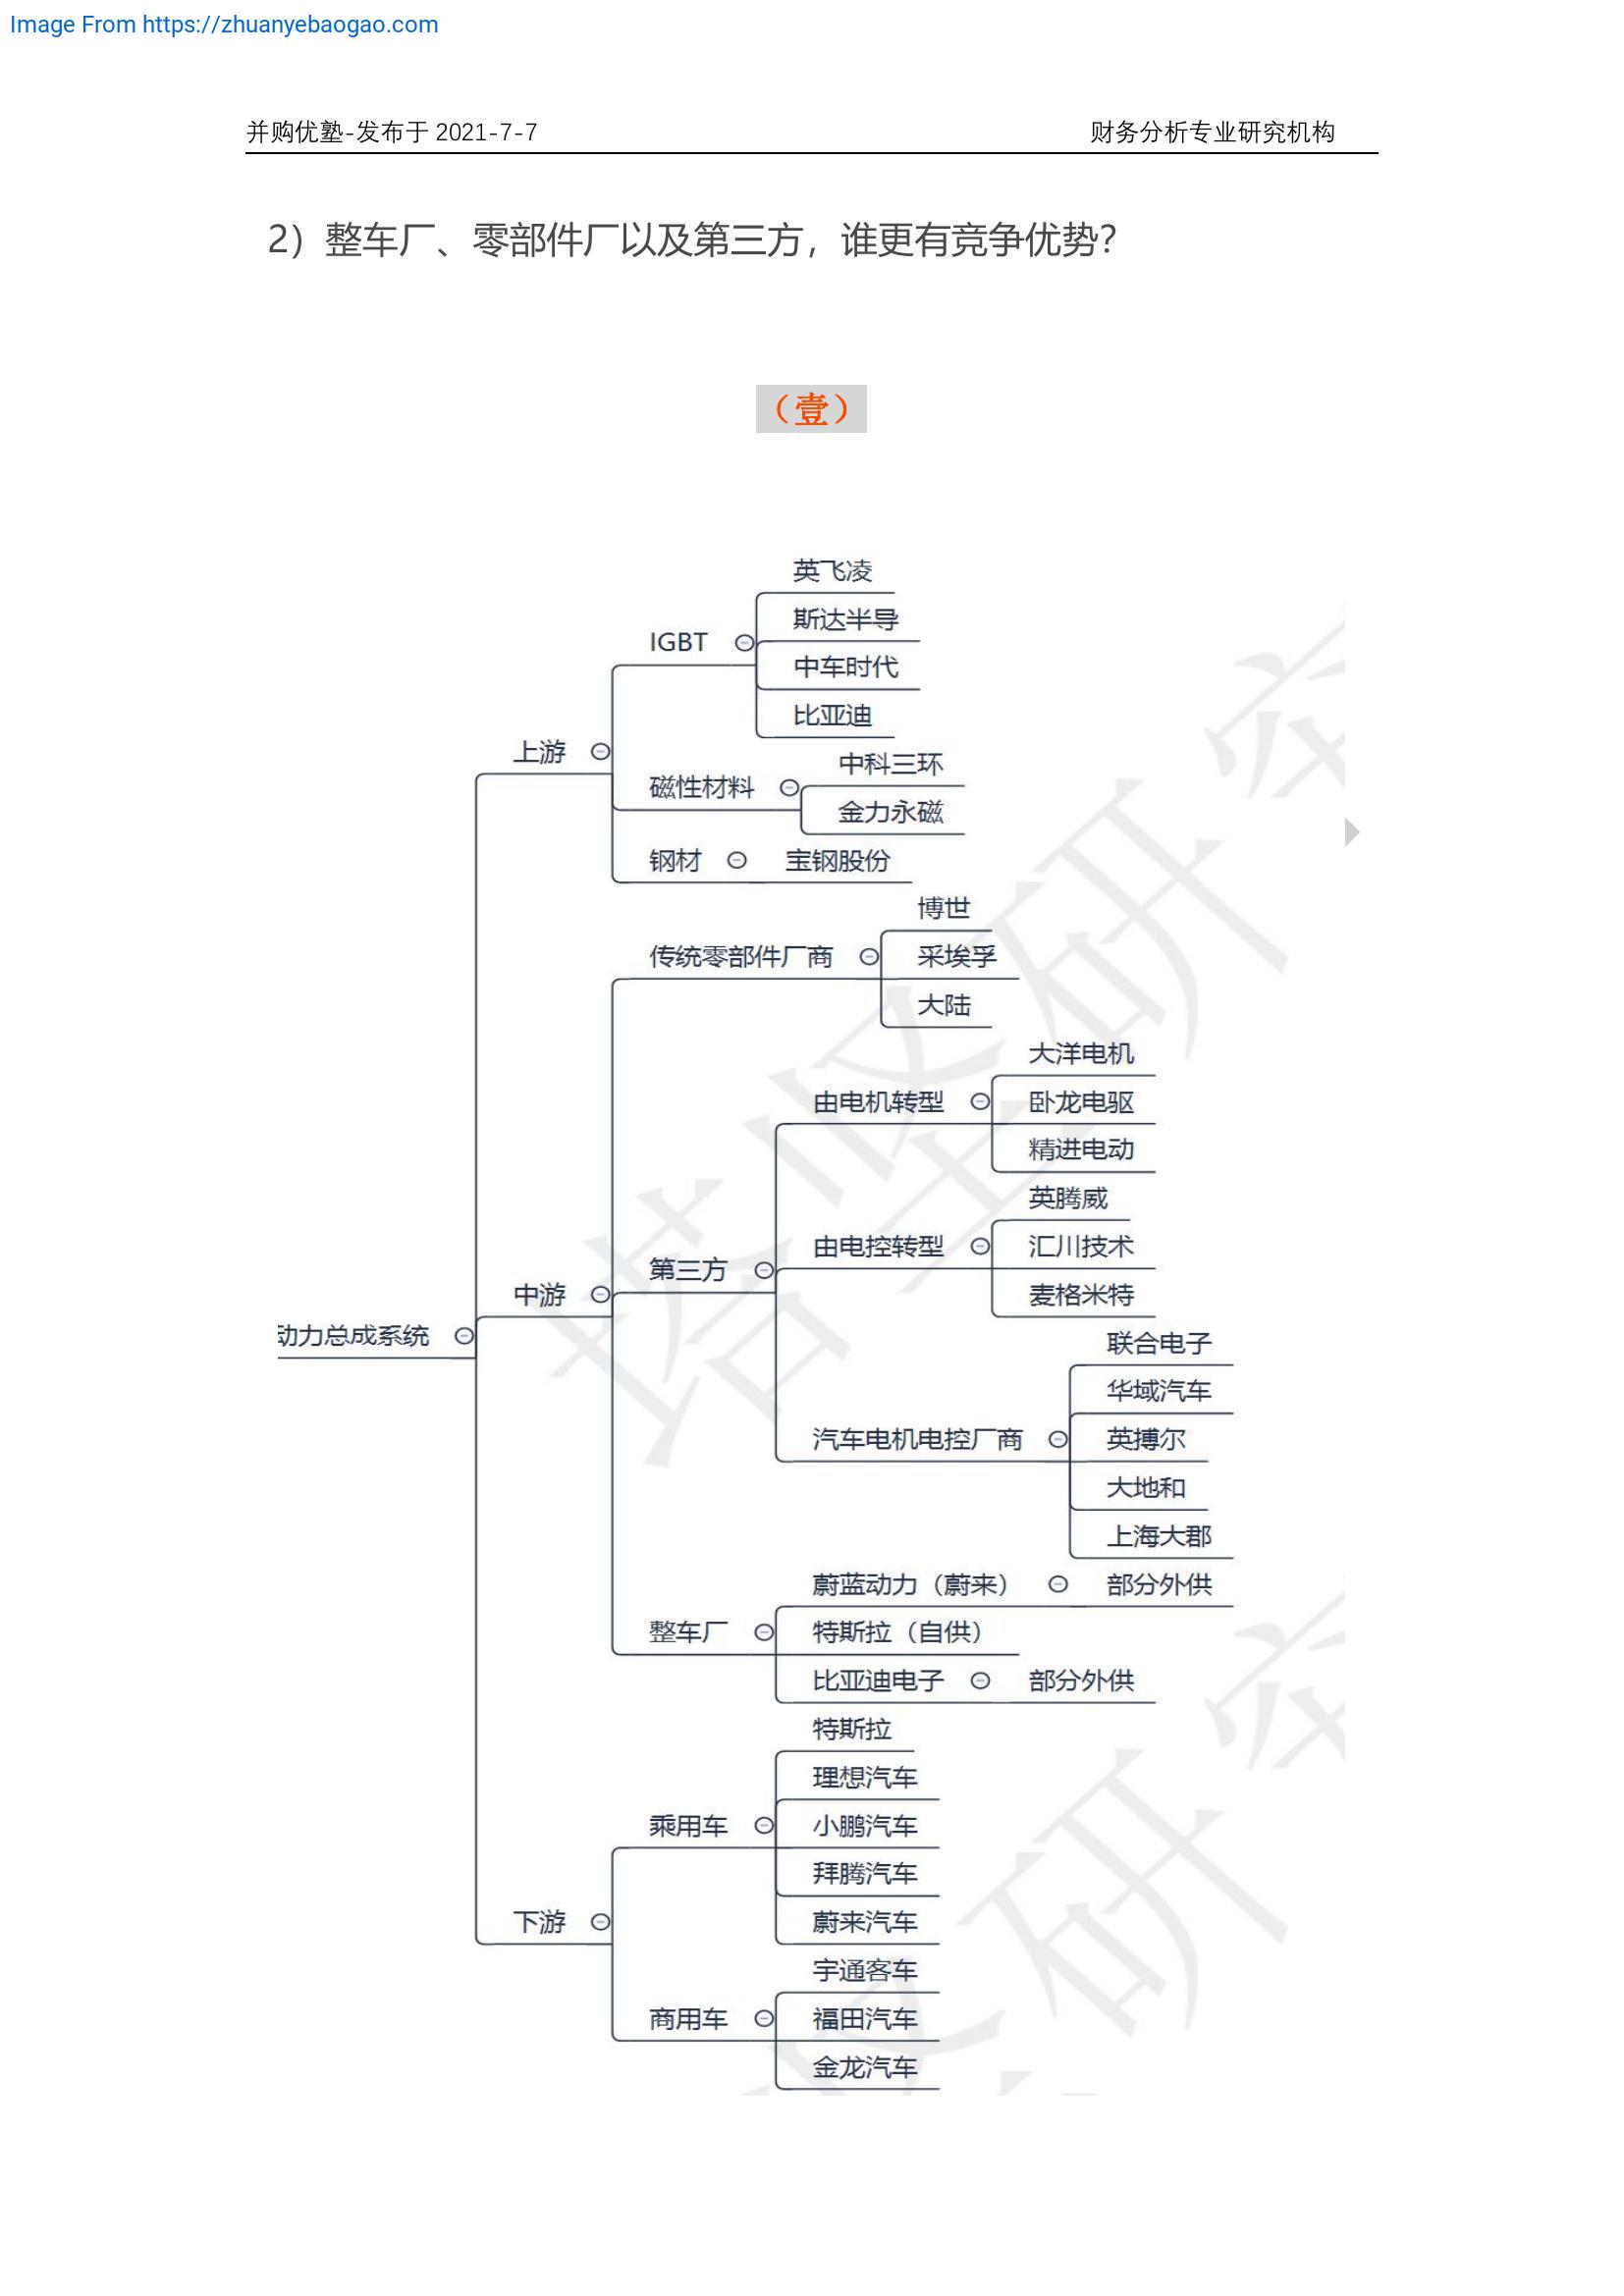 Image From https://zhuanyebaogao.com
并购优塾-发布于 2021-7-7 财务分析专业研究机构
2）整车厂、零部件厂以及第三方，谁更有竞争优势？
（壹）
英飞凌
斯达半导
IGBT
中车时代
比亚迪
上游
中科三环
磁性材料
金力永磁
钢材 宝钢股份
博世
传统零部件厂商 采埃孚
大陆
大洋电机
由电机转型 卧龙电驱
精进电动
英腾威
由电控转型 汇川技术
第三方
中游
麦格米特
动力总成系统
联合电子
华域汽车
汽车电机电控厂商 英搏尔
大地和
上海大郡
蔚蓝动力（蔚来） 部分外供
整车厂 特斯拉（自供）
比亚迪电子 部分外供
特斯拉
理想汽车
乘用车 小鹏汽车
拜腾汽车
下游 蔚来汽车
宇通客车
商用车 福田汽车
金龙汽车
塔坚研究